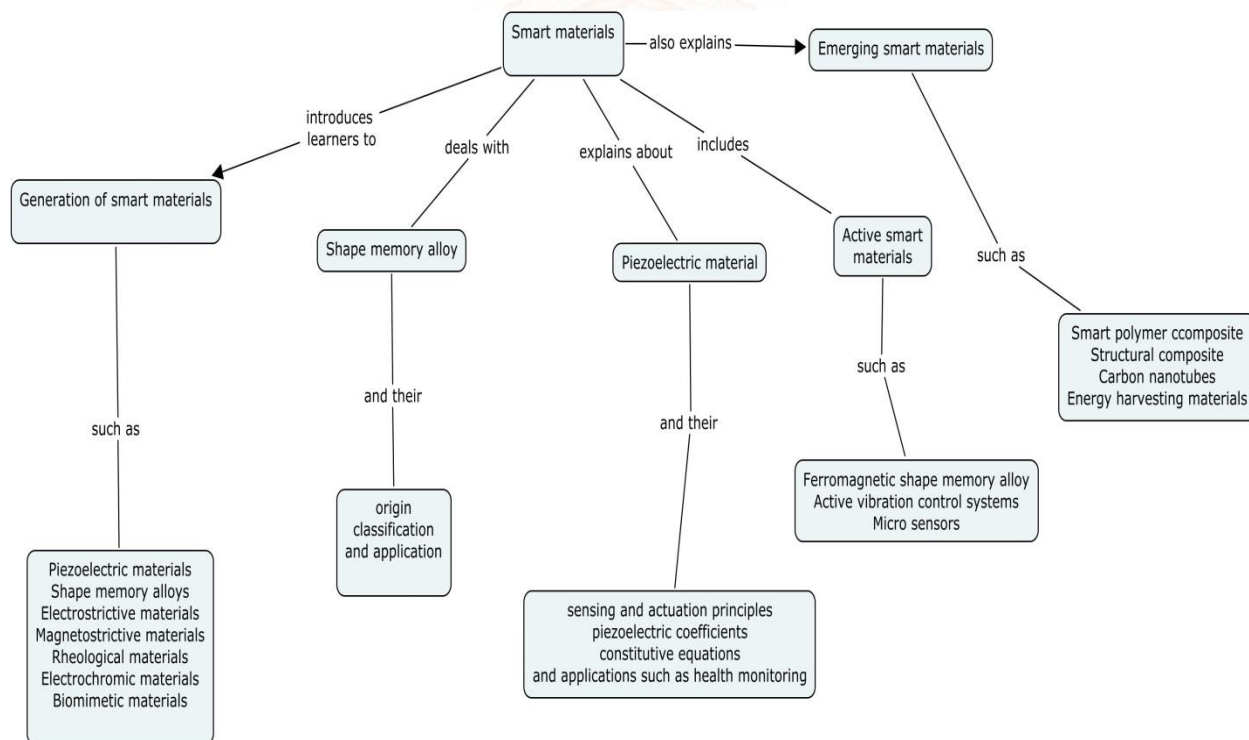 Smart materials
also explains
Emerging smart materials
introduces
learners to
deals with
explains about
includes
Generation of smart materials
Shape memory alloy
Piezoelectric material
Active smart
materials
such as
Smart polymer ccomposite
Structural composite
Carbon nanotubes
Energy harvesting materials
such as
and their
and their
such as
Ferromagnetic shape memory alloy
Active vibration control systems
Micro sensors
origin
classification
and application
Piezoelectric materials
Shape memory alloys
Electrostrictive materials
Magnetostrictive materials
Rheological materials
Electrochromic materials
Biomimetic materials
sensing and actuation principles
piezoelectric coefficients
constitutive equations
and applications such as health monitoring